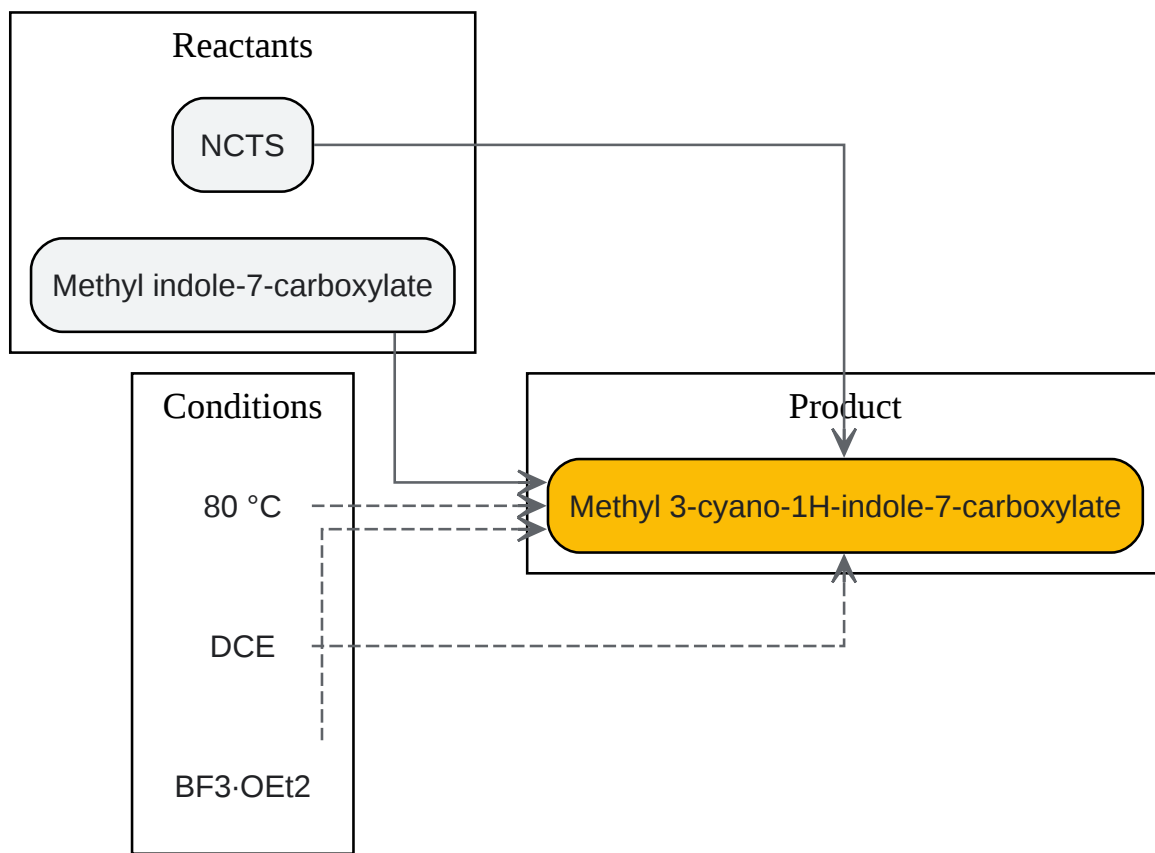 Reactants
NCTS
Methyl indole-7-carboxylate
Conditions
80 °C
DCE
BF3·OEt2
Product
Methyl 3-cyano-1H-indole-7-carboxylate